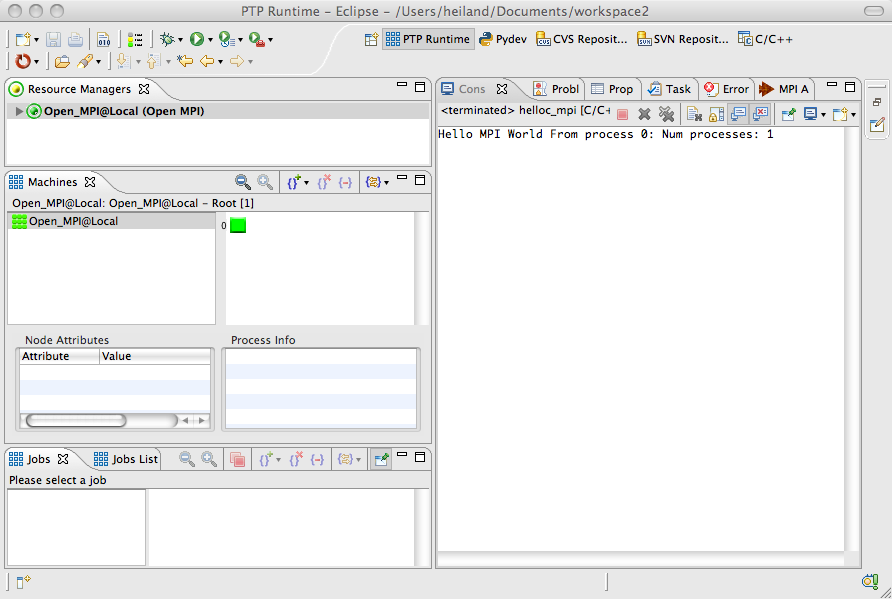 PTP Runtime – Eclipse – /Users/heiland/Documents/workspace2
010
PTP Runtime
Pydev
CVS Reposit...
SVN Reposit...
C/C++
Resource Managers
Open_MPI@Local (Open MPI)
Machines
Open_MPI@Local: Open_MPI@Local – Root [1]
Open_MPI@Local
0
Node Attributes
Attribute Value
Process Info
Jobs
Jobs List
Please select a job
Cons
Probl
Prop
Task
Error
MPI A
<terminated> helloc_mpi [C/C+
Hello MPI World From process 0: Num processes: 1